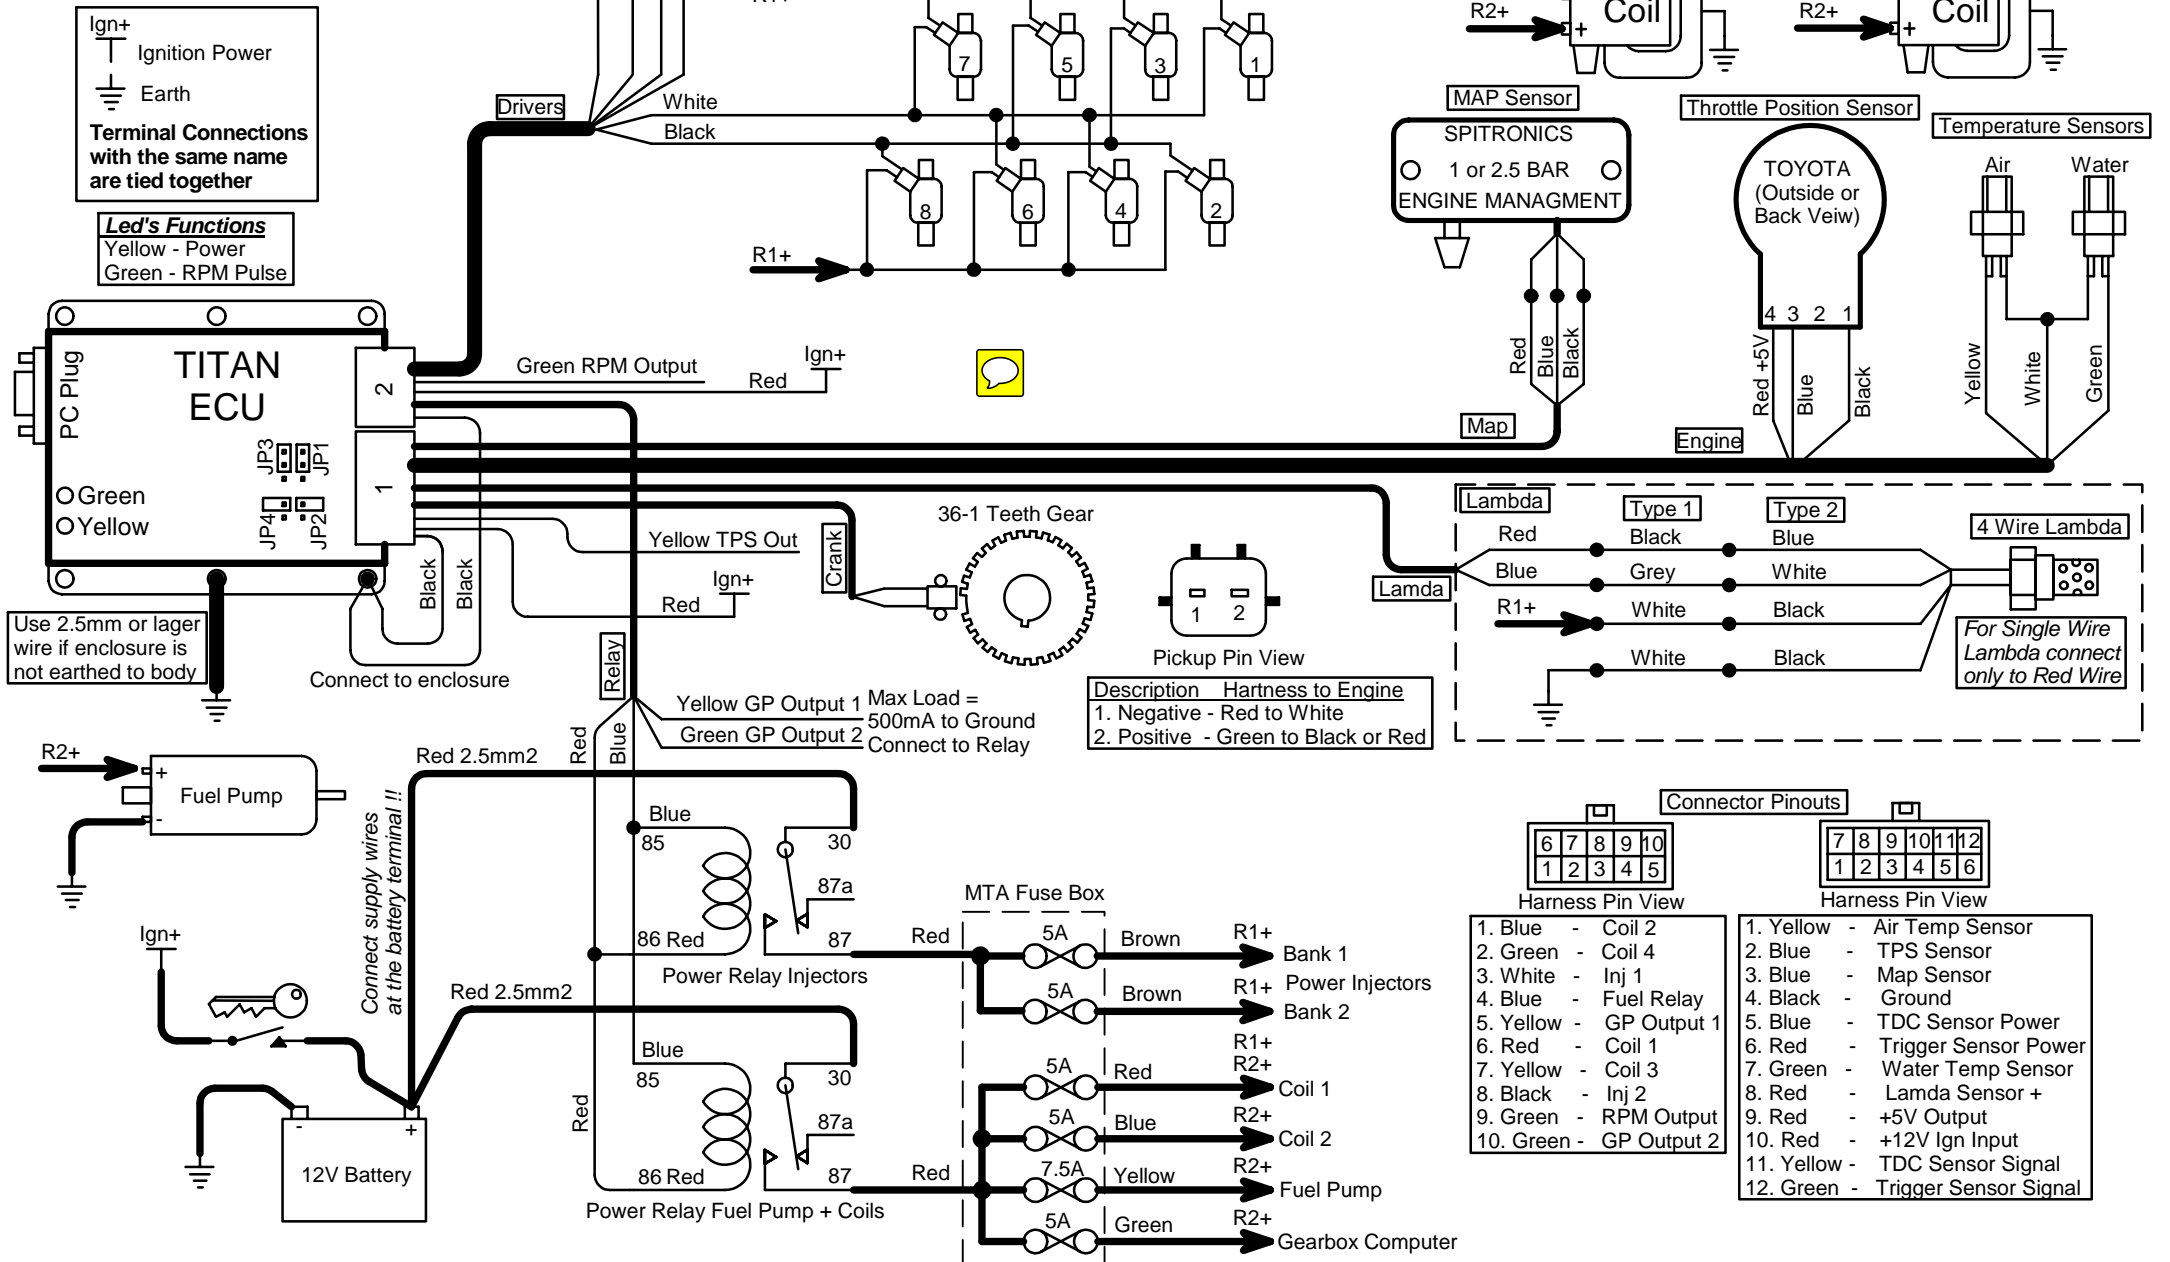 Ign+
Ignition Power
Earth
Terminal Connections
with the same name
are tied together
Led's Functions
Yellow - Power
Green - RPM Pulse
Drivers
White
Black
7
5
3
1
8
6
4
2
R1+
R2+
Coil
+
R2+
Coil
+
MAP Sensor
SPITRONICS
1 or 2.5 BAR
ENGINE MANAGMENT
Red
Blue
Black
Map
Throttle Position Sensor
TOYOTA
(Outside or
Back Veiw)
4 3 2 1
Red +5V
Blue
Black
Engine
Temperature Sensors
Air
Water
Yellow
White
Green
TITAN
ECU
PC Plug
2
1
JP3
JP1
JP4
JP2
Green
Yellow
Green RPM Output
Red
Ign+
Yellow TPS Out
Ign+
Red
Black
Black
Connect to enclosure
Use 2.5mm or lager
wire if enclosure is
not earthed to body
Crank
36-1 Teeth Gear
1
2
Pickup Pin View
Description Hartness to Engine
1. Negative - Red to White
2. Positive - Green to Black or Red
Lamda
Lambda
Type 1
Type 2
4 Wire Lambda
Red
Black
Blue
Blue
Grey
White
R1+
White
Black
White
Black
For Single Wire
Lambda connect
only to Red Wire
Relay
Yellow GP Output 1
Green GP Output 2
Max Load =
500mA to Ground
Connect to Relay
Red
Blue
R2+
+
-
Fuel Pump
Connect supply wires
at the battery terminal !!
Red 2.5mm2
Blue
85
30
87a
86 Red
87
Power Relay Injectors
Red
Red 2.5mm2
Blue
85
30
87a
Red
86 Red
87
Power Relay Fuel Pump + Coils
Red
Ign+
-
+
12V Battery
MTA Fuse Box
5A
Brown
R1+
Bank 1
Power Injectors
5A
Brown
R1+
Bank 2
R1+
5A
Red
R2+
Coil 1
5A
Blue
R2+
Coil 2
7.5A
Yellow
R2+
Fuel Pump
5A
Green
R2+
Gearbox Computer
Connector Pinouts
6 7 8 9 10
1 2 3 4 5
Harness Pin View
1. Blue - Coil 2
2. Green - Coil 4
3. White - Inj 1
4. Blue - Fuel Relay
5. Yellow - GP Output 1
6. Red - Coil 1
7. Yellow - Coil 3
8. Black - Inj 2
9. Green - RPM Output
10. Green - GP Output 2
7 8 9 10 11 12
1 2 3 4 5 6
Harness Pin View
1. Yellow - Air Temp Sensor
2. Blue - TPS Sensor
3. Blue - Map Sensor
4. Black - Ground
5. Blue - TDC Sensor Power
6. Red - Trigger Sensor Power
7. Green - Water Temp Sensor
8. Red - Lamda Sensor +
9. Red - +5V Output
10. Red - +12V Ign Input
11. Yellow - TDC Sensor Signal
12. Green - Trigger Sensor Signal